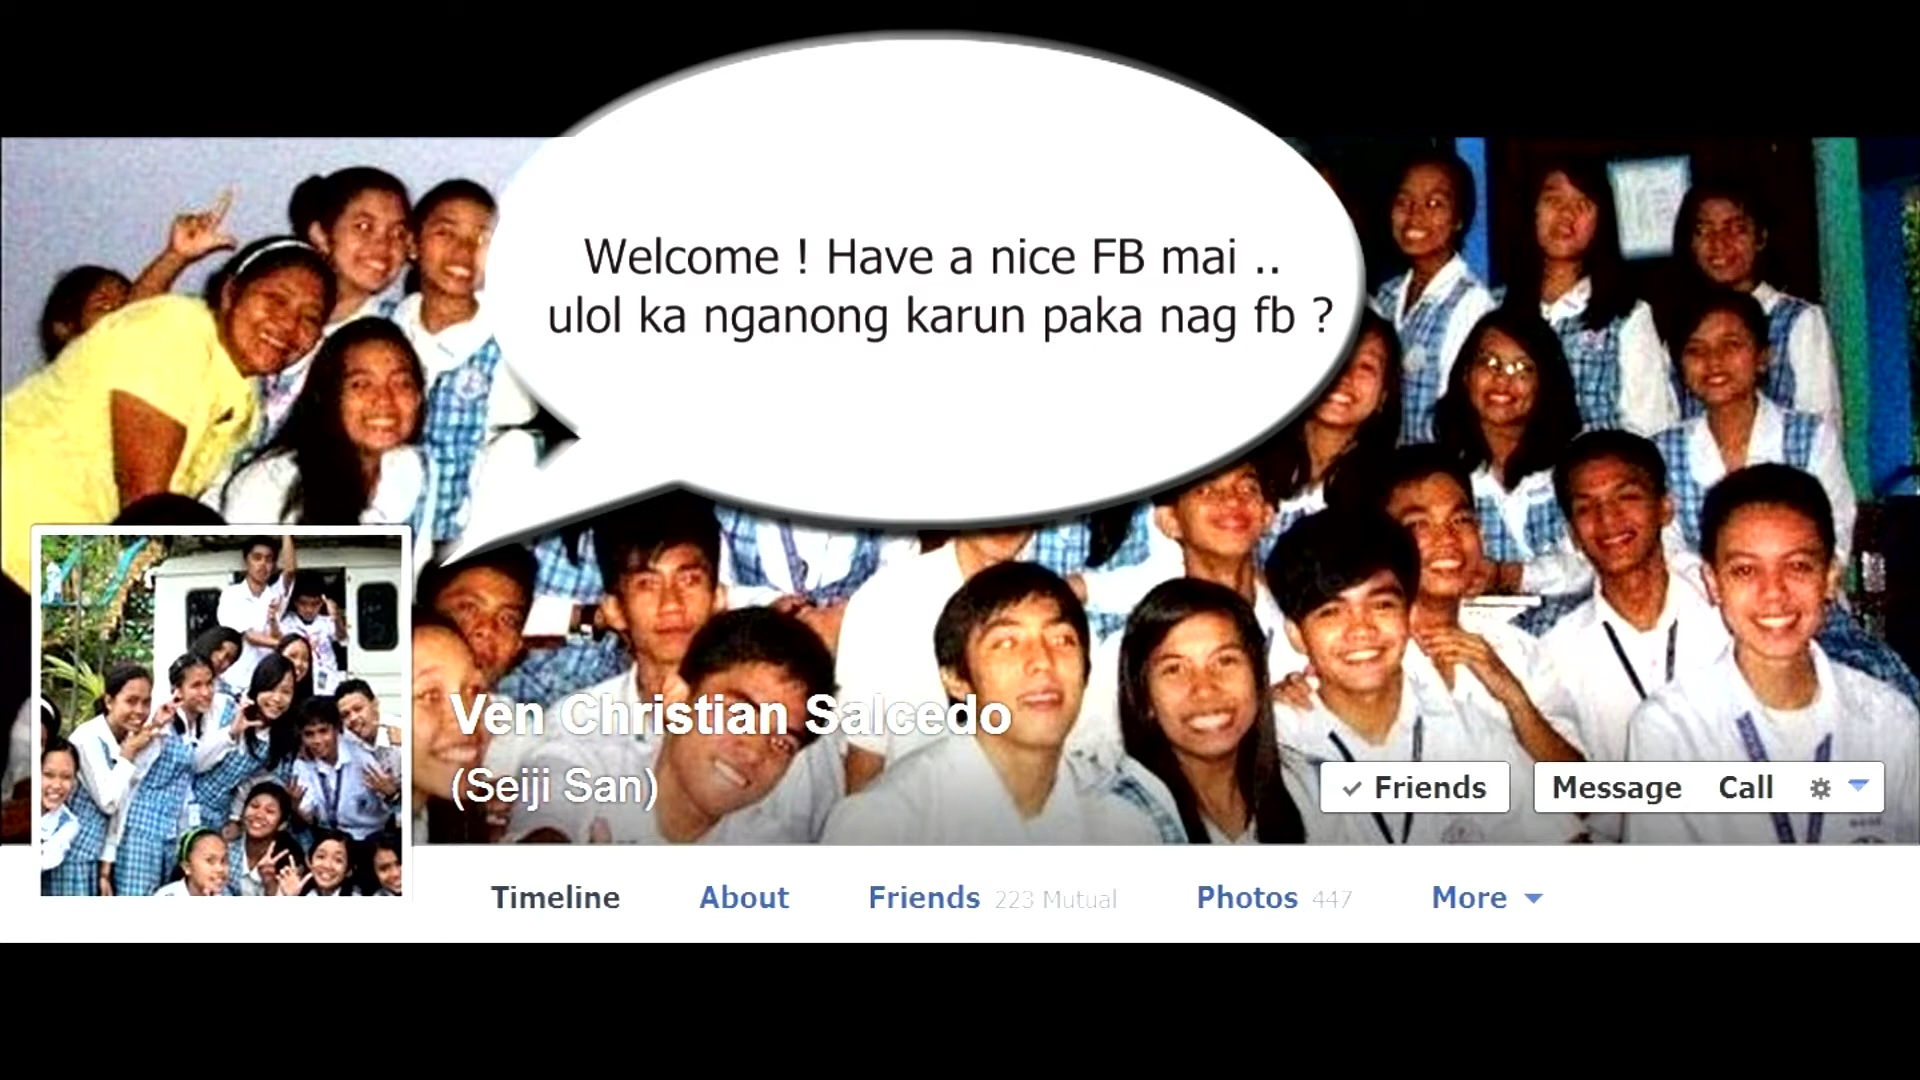 Welcome ! Have a nice FB mai ..
ulol ka nganong karun paka nag fb ?
Ven Christian Salcedo
(Seiji San)
Friends
Message Call
Timeline About Friends 223 Mutual Photos 447 More